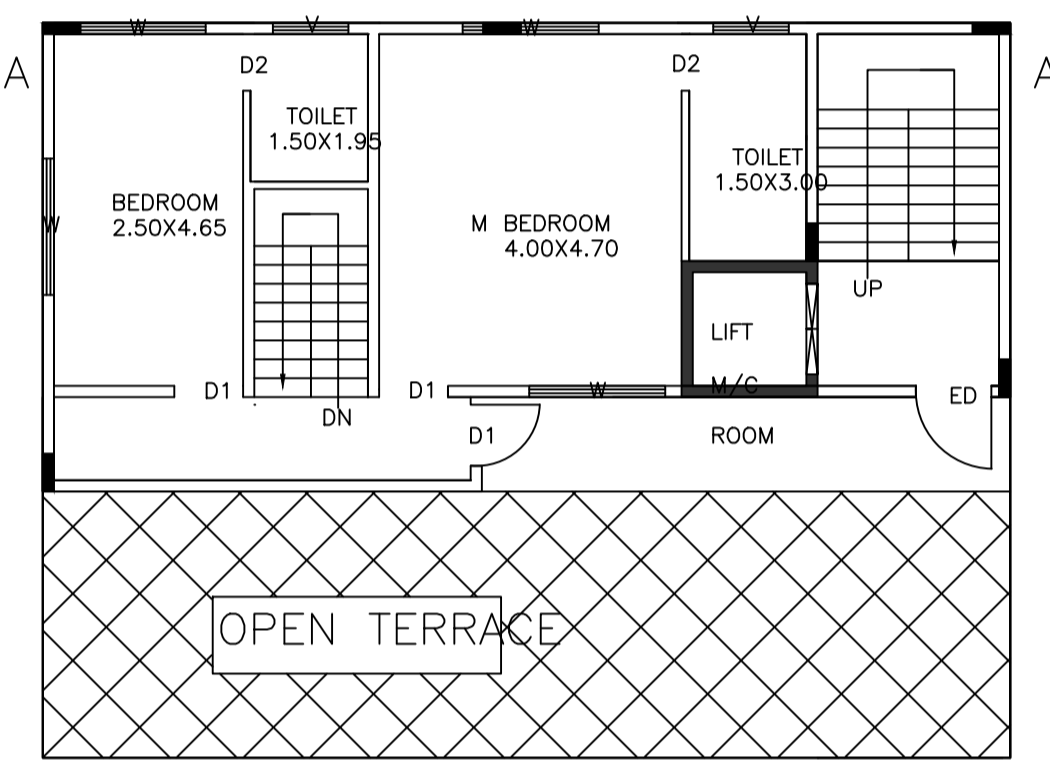 W
V
W
V
A
A
D2
D2
TOILET
1.50X1.95
TOILET
1.50X3.00
BEDROOM
2.50X4.65
W
M BEDROOM
4.00X4.70
UP
LIFT
M/C
ROOM
D1
D1
W
ED
DN
D1
OPEN TERRACE